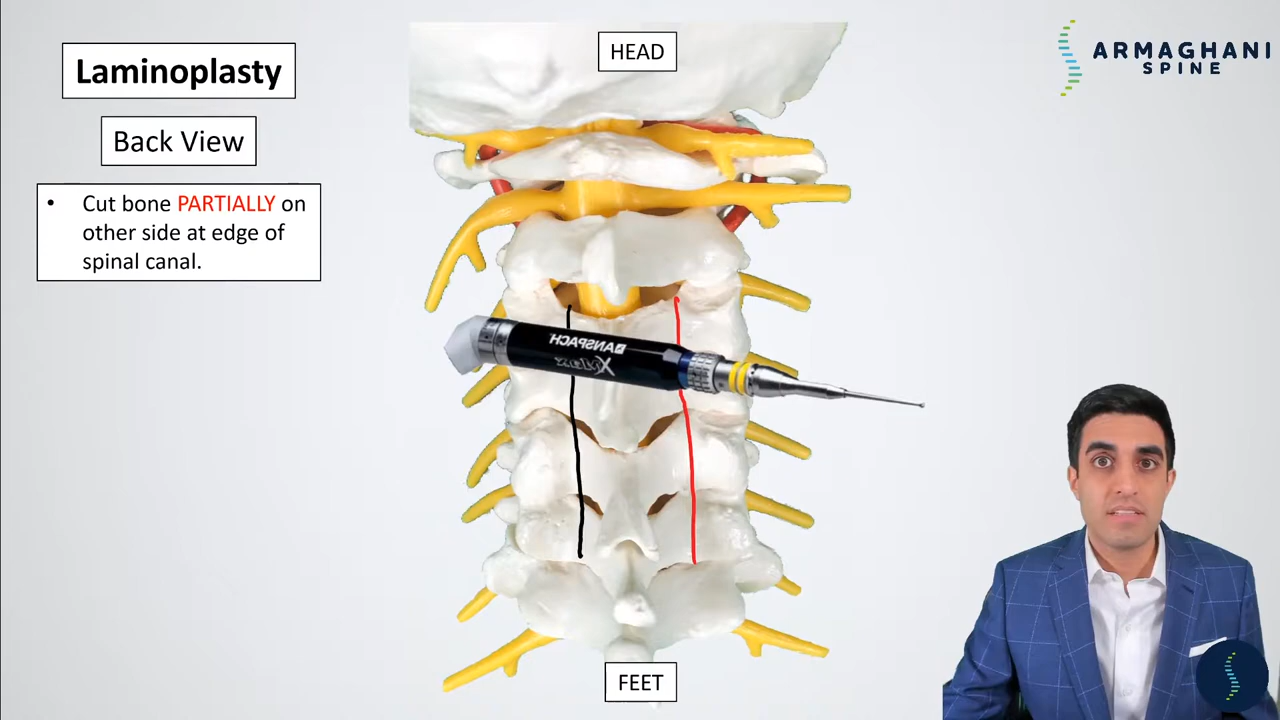 Laminoplasty
HEAD
ARMAGHANI
SPINE
Back View
• Cut bone PARTIALLY on
other side at edge of
spinal canal.
ANSPACH
XMax
FEET